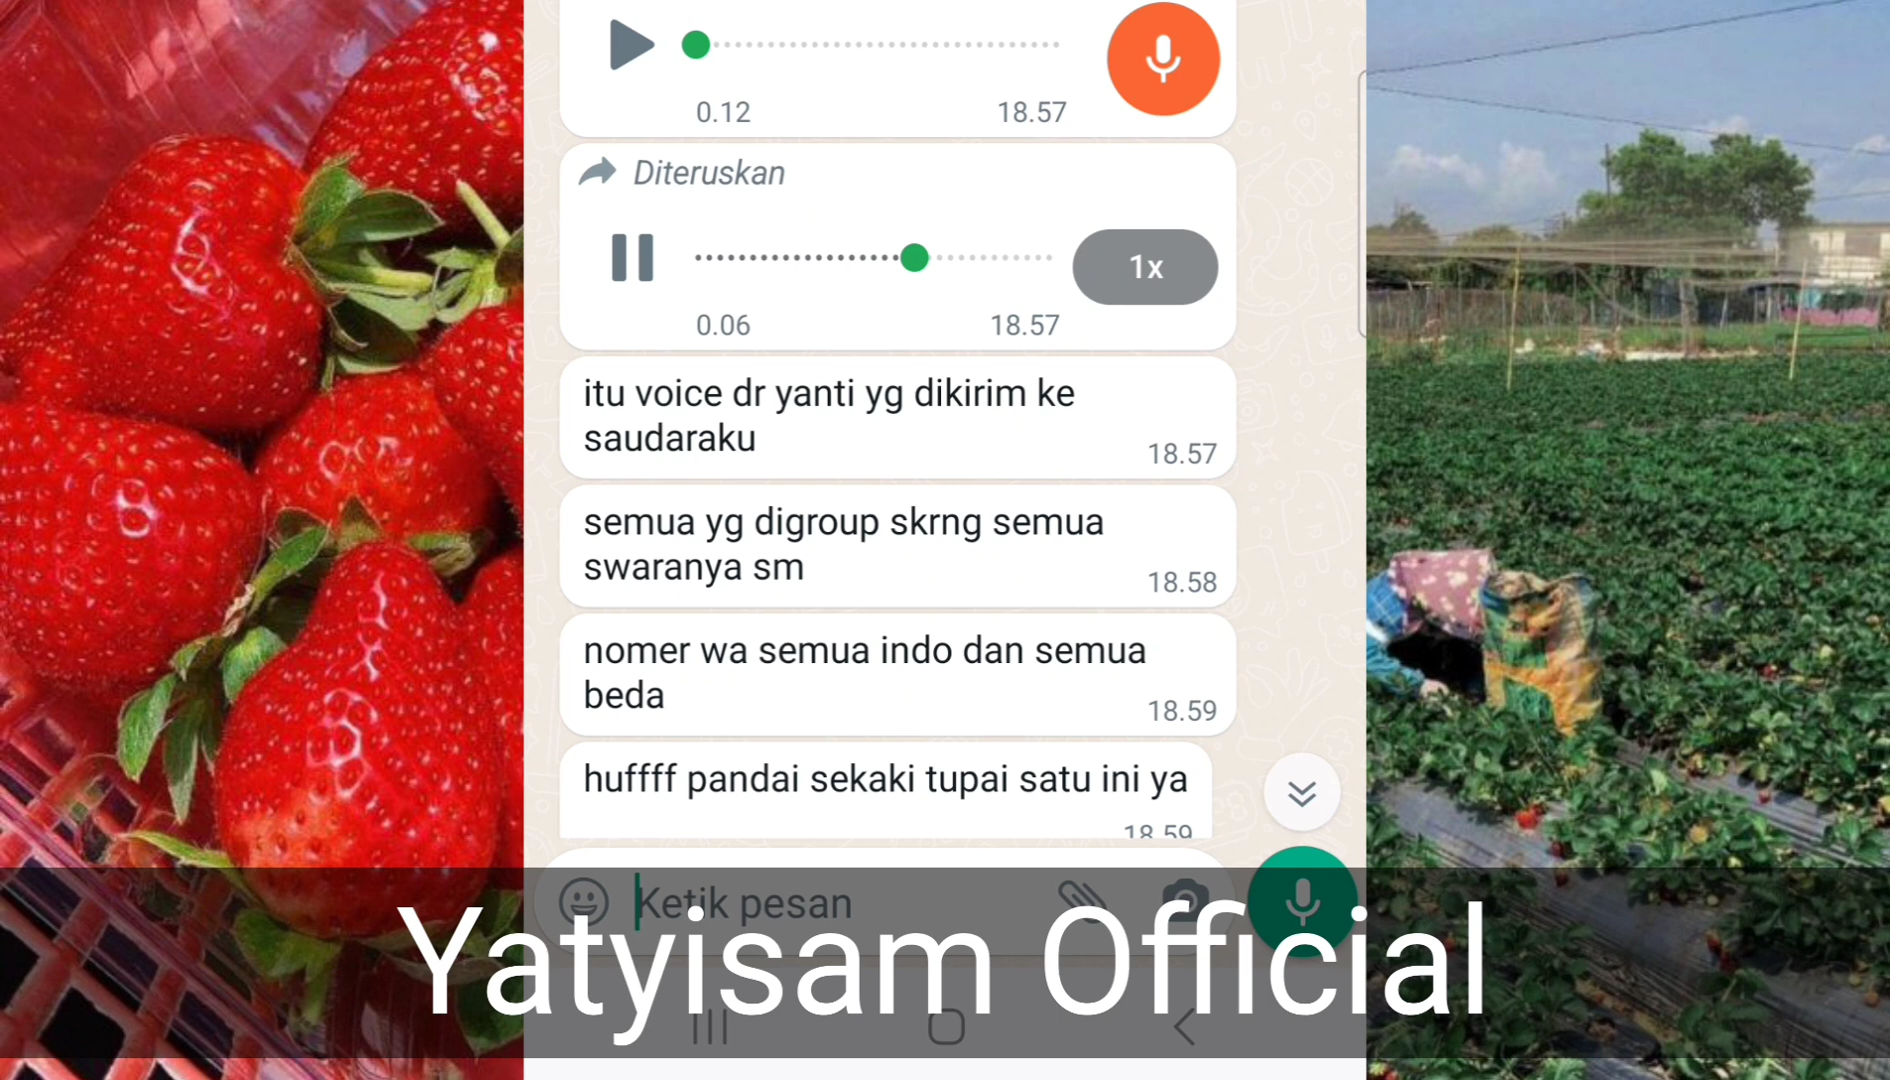 0.12 18.57
Diteruskan
1x
0.06 18.57
itu voice dr yanti yg dikirim ke
saudaraku
18.57
semua yg digroup skrng semua
swaranya sm
18.58
nomer wa semua indo dan semua
beda
18.59
huffff pandai sekaki tupai satu ini ya
18.59
Ketik pesan
Yatyisam Official